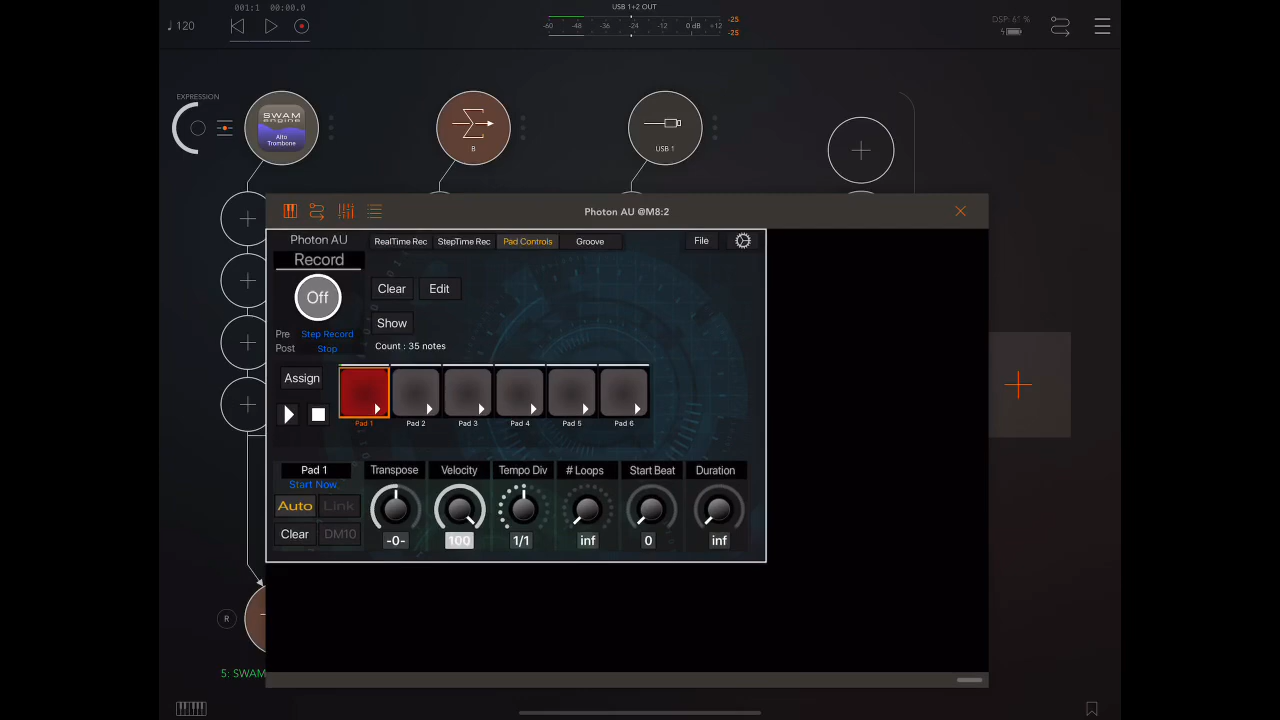 001:1 00:00.0
USB 1+2 OUT
♩ 120
-60 -48 -36 -24 -12 0 dB +12
-25
-25
DSP: 6† %
EXPRESSION
SWAM
engine
Alto
Trombone
B
USB 1
Photon AU @M8:2
Photon AU
RealTime Rec StepTime Rec Pad Controls Groove File
Record
Off
Clear Edit
Show
Pre Step Record
Post Stop
Count : 35 notes
Assign
Pad 1 Pad 2 Pad 3 Pad 4 Pad 5 Pad 6
Pad 1 Transpose Velocity Tempo Div # Loops Start Beat Duration
Start Now
Auto Link
Clear DM10
-0- 100 1/1 inf 0 inf
R
5: SWAM